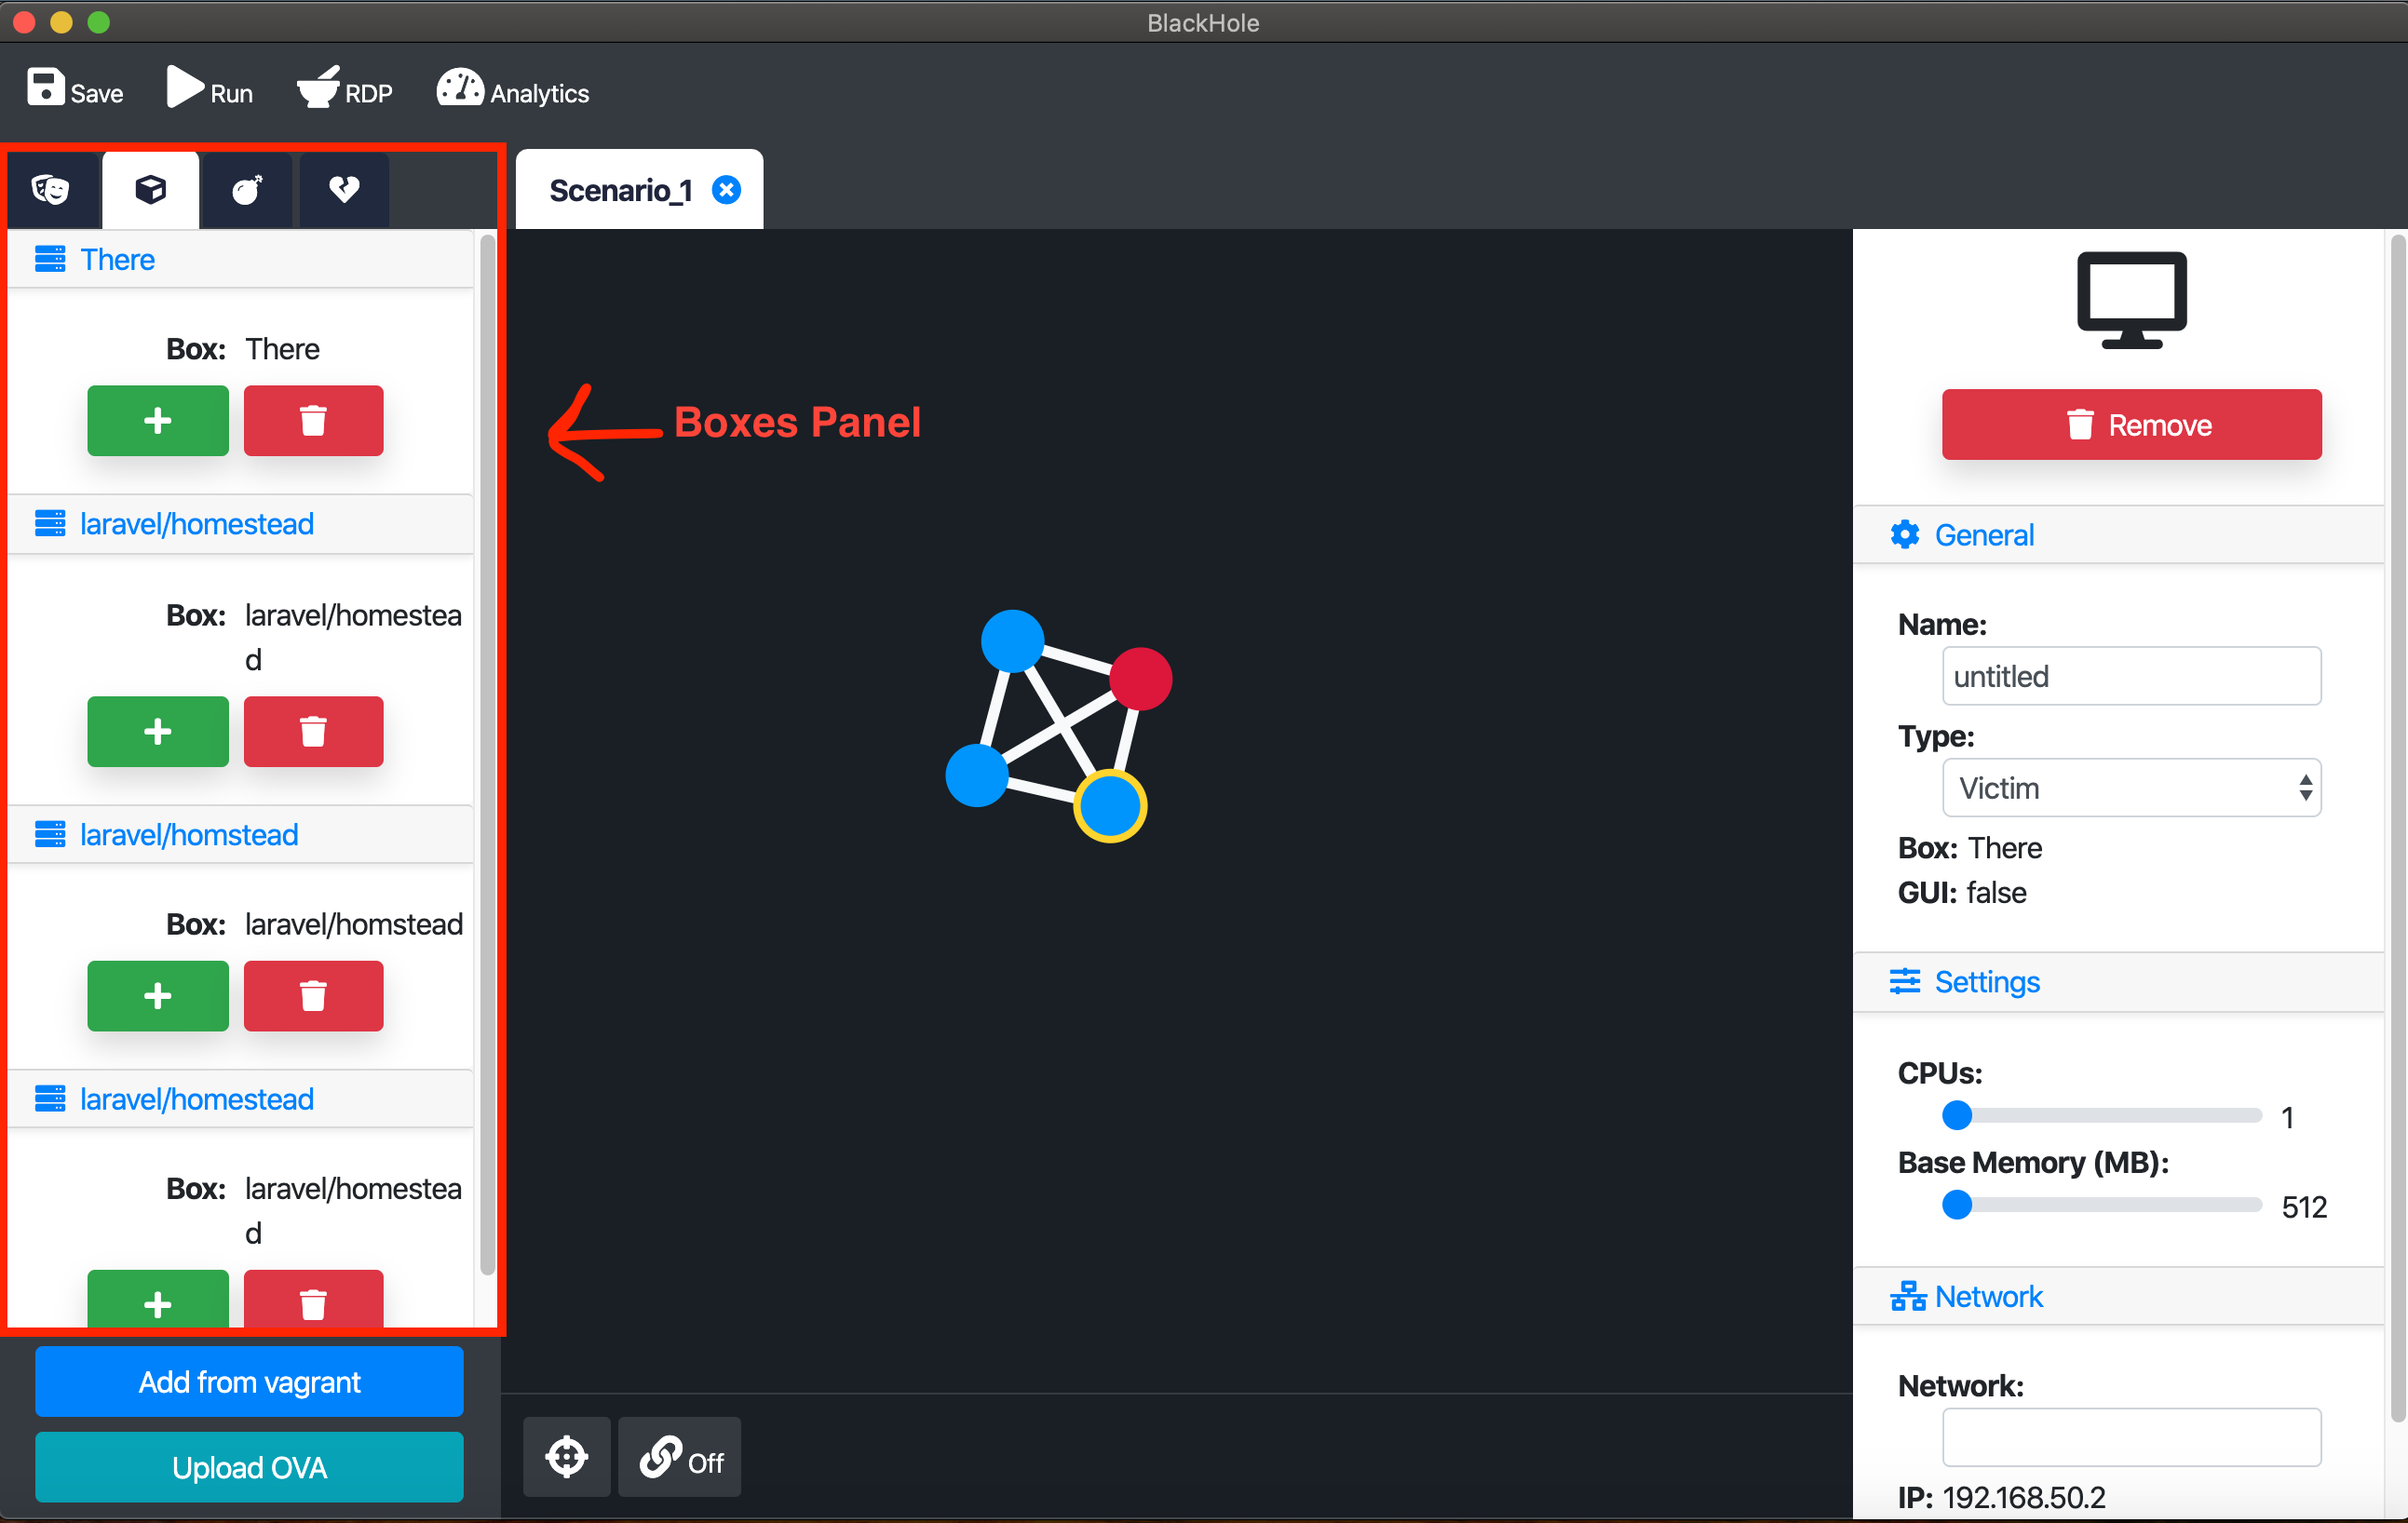 BlackHole
Save
Run
RDP
Analytics
Scenario_1
There
Box: There
laravel/homestead
Box: laravel/homestea
d
laravel/homstead
Box: laravel/homstead
laravel/homestead
Box: laravel/homestea
d
Add from vagrant
Upload OVA
Boxes Panel
Off
Remove
General
Name:
untitled
Type:
Victim
Box: There
GUI: false
Settings
CPUs:
1
Base Memory (MB):
512
Network
Network:
IP: 192.168.50.2